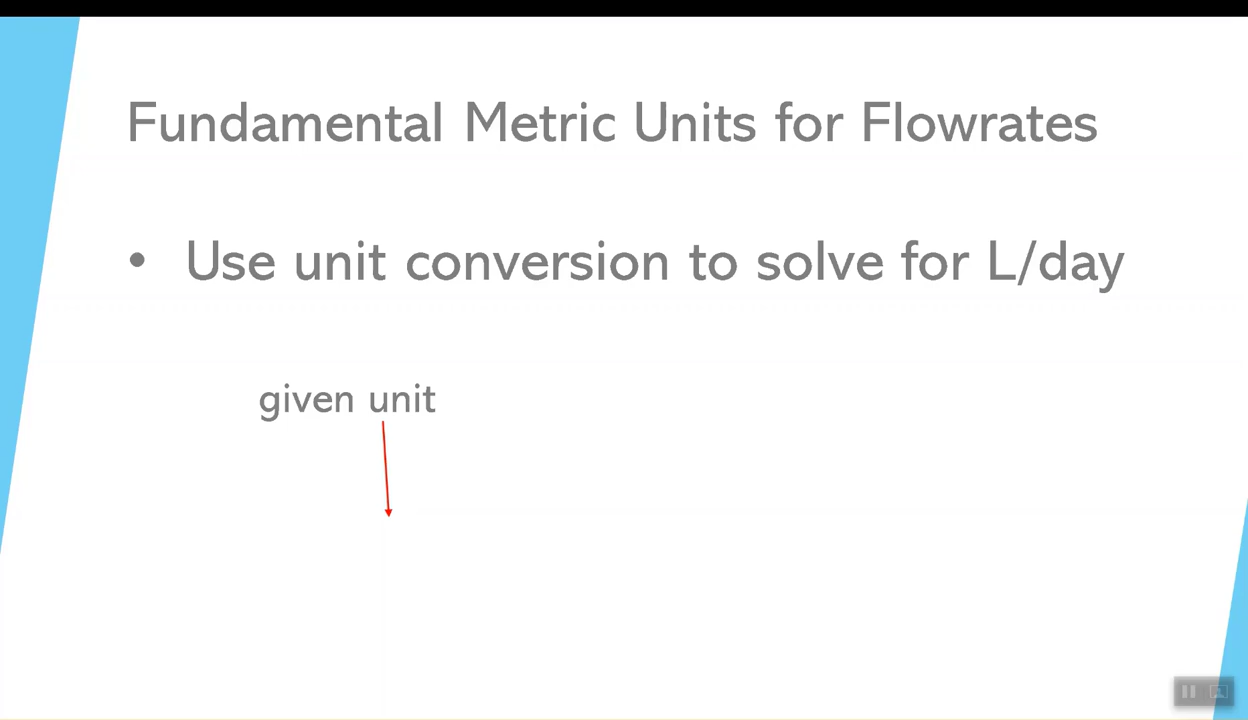 Fundamental Metric Units for Flowrates
• Use unit conversion to solve for L/day
given unit